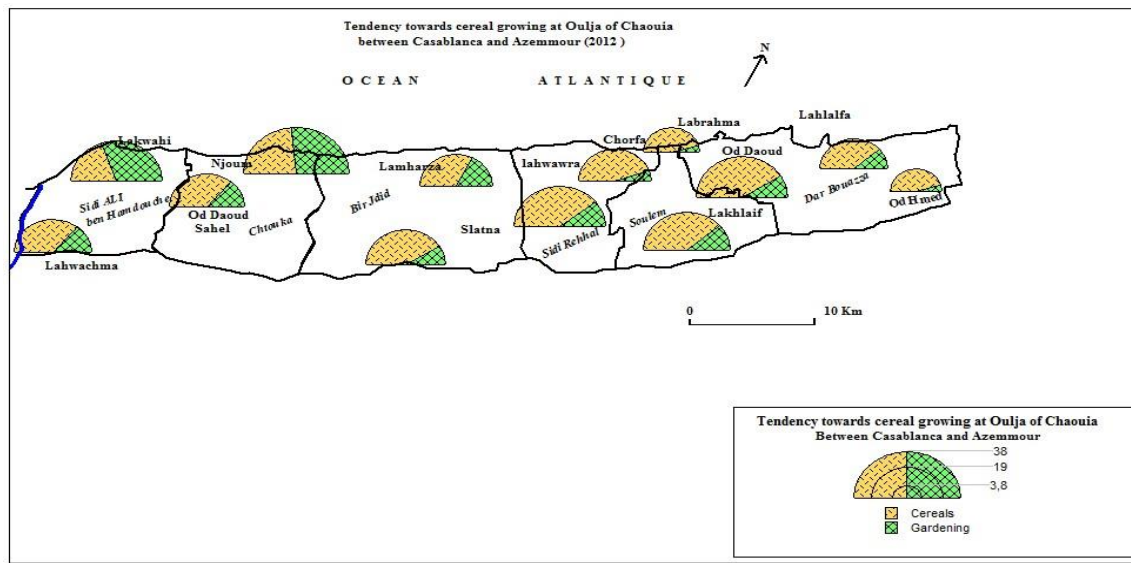 Tendency towards cereal growing at Oulja of Chaouia
between Casablanca and Azemmour (2012 )
N
OCEAN ATLANTIQUE
Lahlalfa
Labrahma
Lakwahi
Chorfa
Njoum
Lamharza
lahwawra
Od Daoud
Dar Bouazza
Sidi ALI
ben Hamdouche
Bir Jdid
Od Hmed
Od Daoud
Sahel
Chtouka
Slatna
Sidi Rehhal
Soulem
Lakhlaif
Lahwachma
0 10 Km
Tendency towards cereal growing at Oulja of Chaouia
Between Casablanca and Azemmour
38
19
3,8
Cereals
Gardening